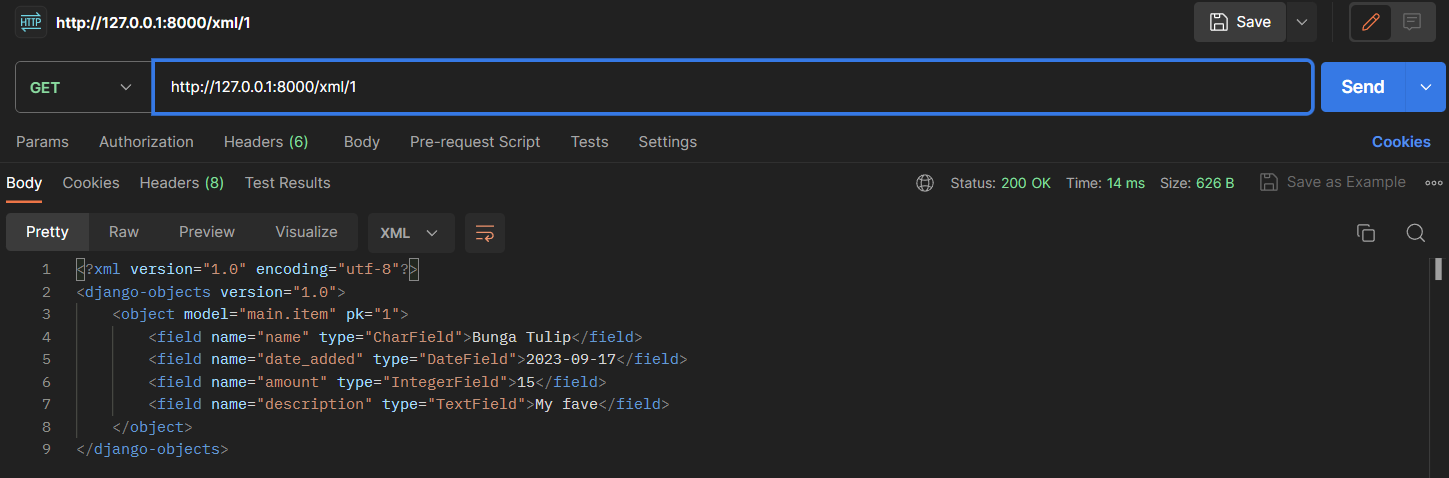 HTTP http://127.0.0.1:8000/xml/1 Save
GET http://127.0.0.1:8000/xml/1 Send
Params Authorization Headers (6) Body Pre-request Script Tests Settings Cookies
Body Cookies Headers (8) Test Results Status: 200 OK Time: 14 ms Size: 626 B Save as Example
Pretty Raw Preview Visualize XML
1 <?xml version="1.0" encoding="utf-8"?>
2 <django-objects version="1.0">
3 <object model="main.item" pk="1">
4 <field name="name" type="CharField">Bunga Tulip</field>
5 <field name="date_added" type="DateField">2023-09-17</field>
6 <field name="amount" type="IntegerField">15</field>
7 <field name="description" type="TextField">My fave</field>
8 </object>
9 </django-objects>